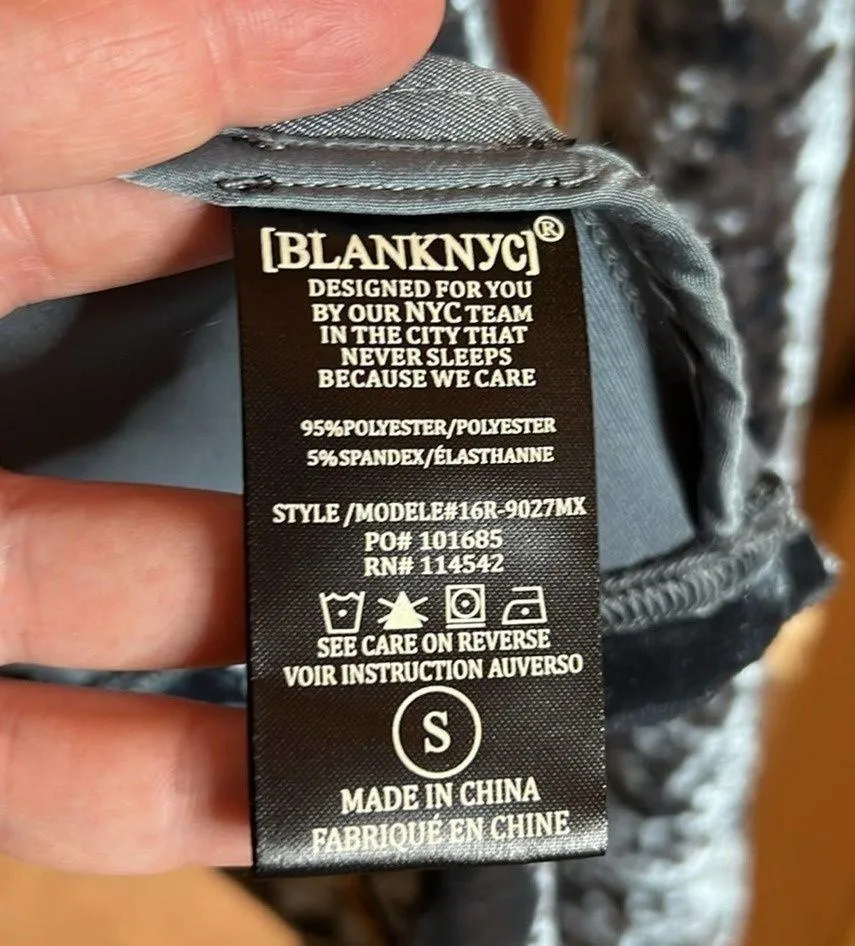 [BLANKNYC]®
DESIGNED FOR YOU
BY OUR NYC TEAM
IN THE CITY THAT
NEVER SLEEPS
BECAUSE WE CARE
95%POLYESTER/POLYESTER
5%SPANDEX/ÉLASTHANNE
STYLE /MODELE#16R-9027MX
PO# 101685
RN# 114542
SEE CARE ON REVERSE
VOIR INSTRUCTION AUVERSO
S
MADE IN CHINA
FABRIQUÉ EN CHINE